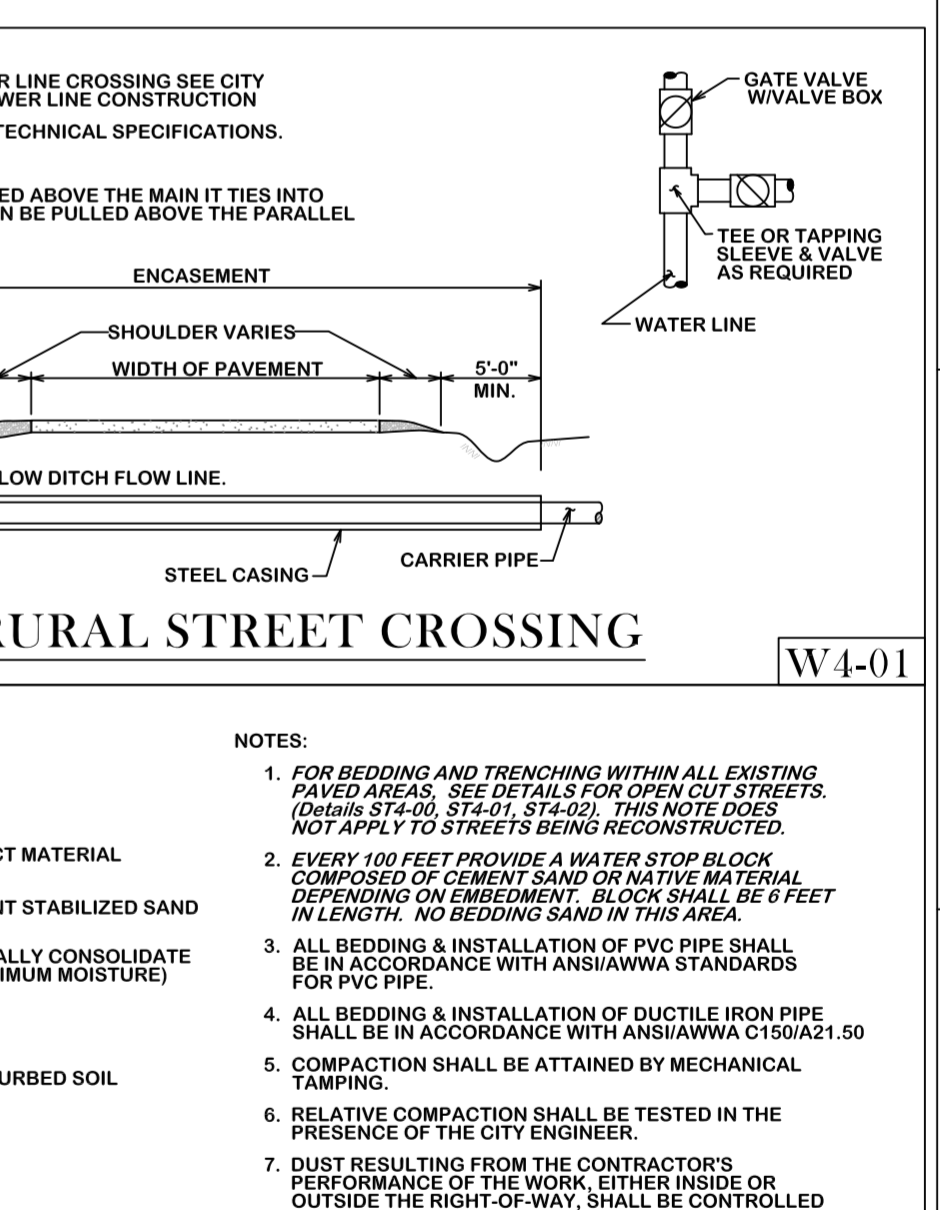 R LINE CROSSING SEE CITY
WER LINE CONSTRUCTION
TECHNICAL SPECIFICATIONS.
ED ABOVE THE MAIN IT TIES INTO
N BE PULLED ABOVE THE PARALLEL
GATE VALVE
W/VALVE BOX
TEE OR TAPPING
SLEEVE & VALVE
AS REQUIRED
WATER LINE
ENCASEMENT
SHOULDER VARIES
WIDTH OF PAVEMENT
5'-0"
MIN.
LOW DITCH FLOW LINE.
CARRIER PIPE
STEEL CASING
RURAL STREET CROSSING
W4-01
CT MATERIAL
NT STABILIZED SAND
ALLY CONSOLIDATE
IMUM MOISTURE)
URBED SOIL
NOTES:
1. FOR BEDDING AND TRENCHING WITHIN ALL EXISTING
PAVED AREAS, SEE DETAILS FOR OPEN CUT STREETS.
(Details ST4-00, ST4-01, ST4-02). THIS NOTE DOES
NOT APPLY TO STREETS BEING RECONSTRUCTED.
2. EVERY 100 FEET PROVIDE A WATER STOP BLOCK
COMPOSED OF CEMENT SAND OR NATIVE MATERIAL
DEPENDING ON EMBEDMENT. BLOCK SHALL BE 6 FEET
IN LENGTH. NO BEDDING SAND IN THIS AREA.
3. ALL BEDDING & INSTALLATION OF PVC PIPE SHALL
BE IN ACCORDANCE WITH ANSI/AWWA STANDARDS
FOR PVC PIPE.
4. ALL BEDDING & INSTALLATION OF DUCTILE IRON PIPE
SHALL BE IN ACCORDANCE WITH ANSI/AWWA C150/A21.50
5. COMPACTION SHALL BE ATTAINED BY MECHANICAL
TAMPING.
6. RELATIVE COMPACTION SHALL BE TESTED IN THE
PRESENCE OF THE CITY ENGINEER.
7. DUST RESULTING FROM THE CONTRACTOR'S
PERFORMANCE OF THE WORK, EITHER INSIDE OR
OUTSIDE THE RIGHT-OF-WAY, SHALL BE CONTROLLED